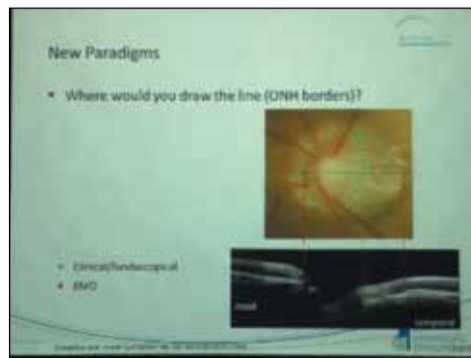 New Paradigms
• Where would you draw the line (ONH borders)?
• Clinical/fundoscopical
• BMO
nasal
temporal